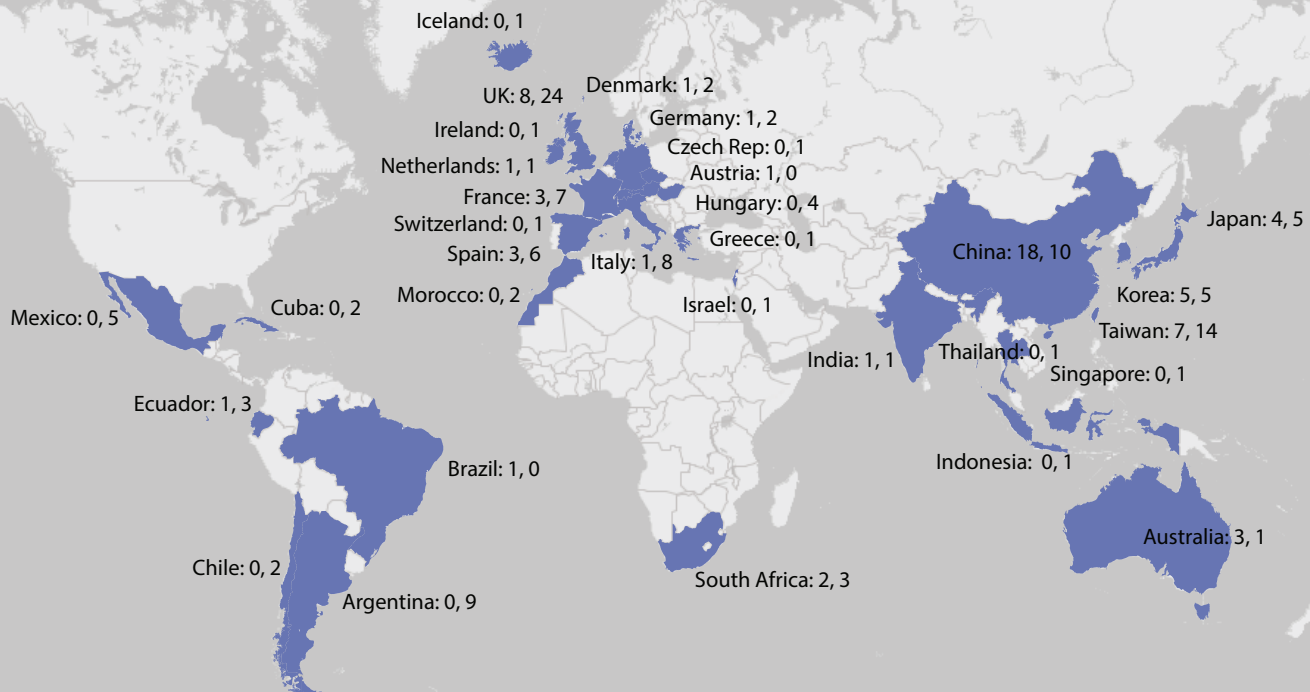 Iceland: 0, 1
Denmark: 1, 2
UK: 8, 24
Germany: 1, 2
Ireland: 0, 1
Czech Rep: 0, 1
Netherlands: 1, 1
Austria: 1, 0
France: 3, 7
Hungary: 0, 4
Switzerland: 0, 1
Japan: 4, 5
Greece: 0, 1
Spain: 3, 6
China: 18, 10
Italy: 1, 8
Morocco: 0, 2
Korea: 5, 5
Israel: 0, 1
Cuba: 0, 2
Mexico: 0, 5
Taiwan: 7, 14
Thailand: 0, 1
India: 1, 1
Singapore: 0, 1
Ecuador: 1, 3
Indonesia: 0, 1
Brazil: 1, 0
Australia: 3, 1
Chile: 0, 2
South Africa: 2, 3
Argentina: 0, 9